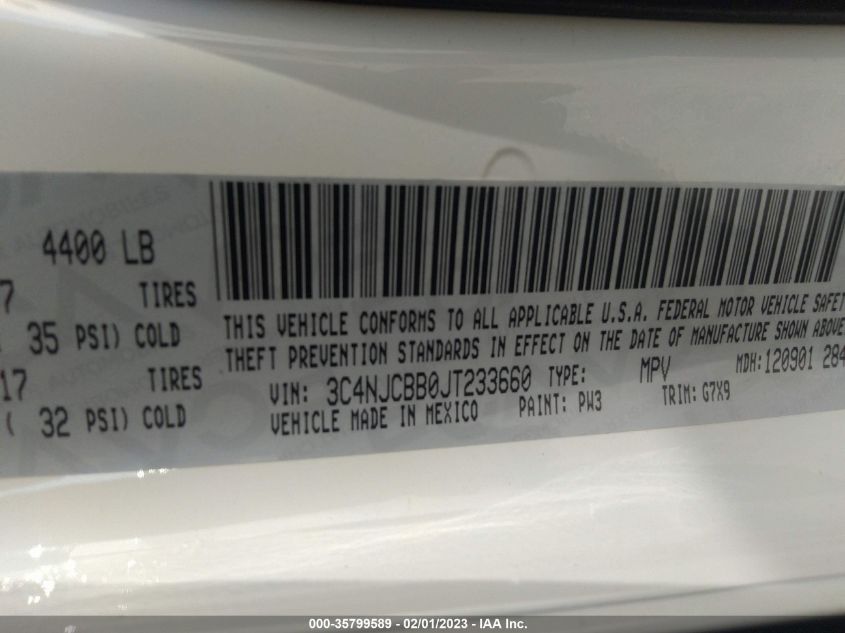 4400 LB
7 TIRES
35 PSI) COLD
17 TIRES
( 32 PSI) COLD
THIS VEHICLE CONFORMS TO ALL APPLICABLE U.S.A. FEDERAL MOTOR VEHICLE SAFET
THEFT PREVENTION STANDARDS IN EFFECT ON THE DATE OF MANUFACTURE SHOWN ABOVE
VIN: 3C4NJCBB0JT233660 TYPE: MPV MDH:120901 284
VEHICLE MADE IN MEXICO PAINT: PW3 TRIM: G7X9
000-35799589 — 02/01/2023 — IAA Inc.